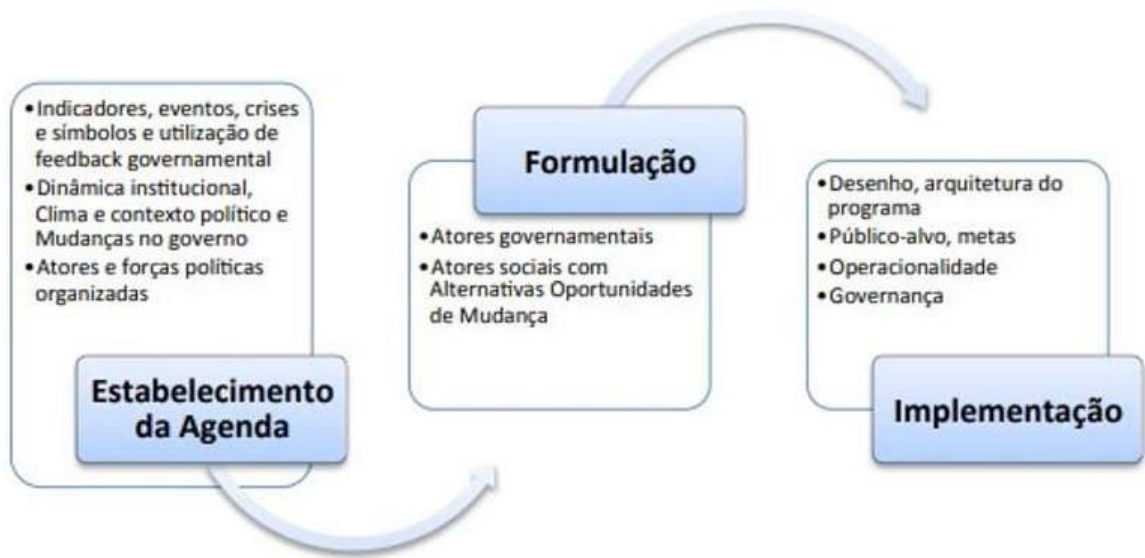 •Indicadores, eventos, crises
e símbolos e utilização de
feedback governamental
•Dinâmica institucional,
Clima e contexto político e
Mudanças no governo
•Atores e forças políticas
organizadas
Estabelecimento
da Agenda
Formulação
•Atores governamentais
•Atores sociais com
Alternativas Oportunidades
de Mudança
•Desenho, arquitetura do
programa
•Público-alvo, metas
•Operacionalidade
•Governança
Implementação